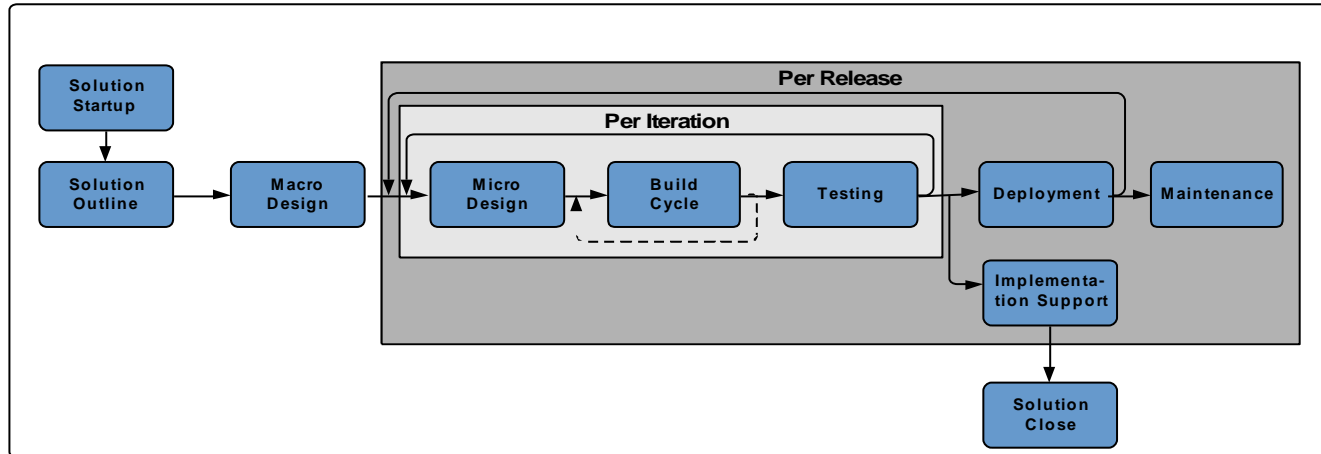 Per Release
Solution
Startup
Per Iteration
Solution
Outline
Macro
Design
Micro
Design
Build
Cycle
Testing
Deployment
Maintenance
Implementa-
tion Support
Solution
Close